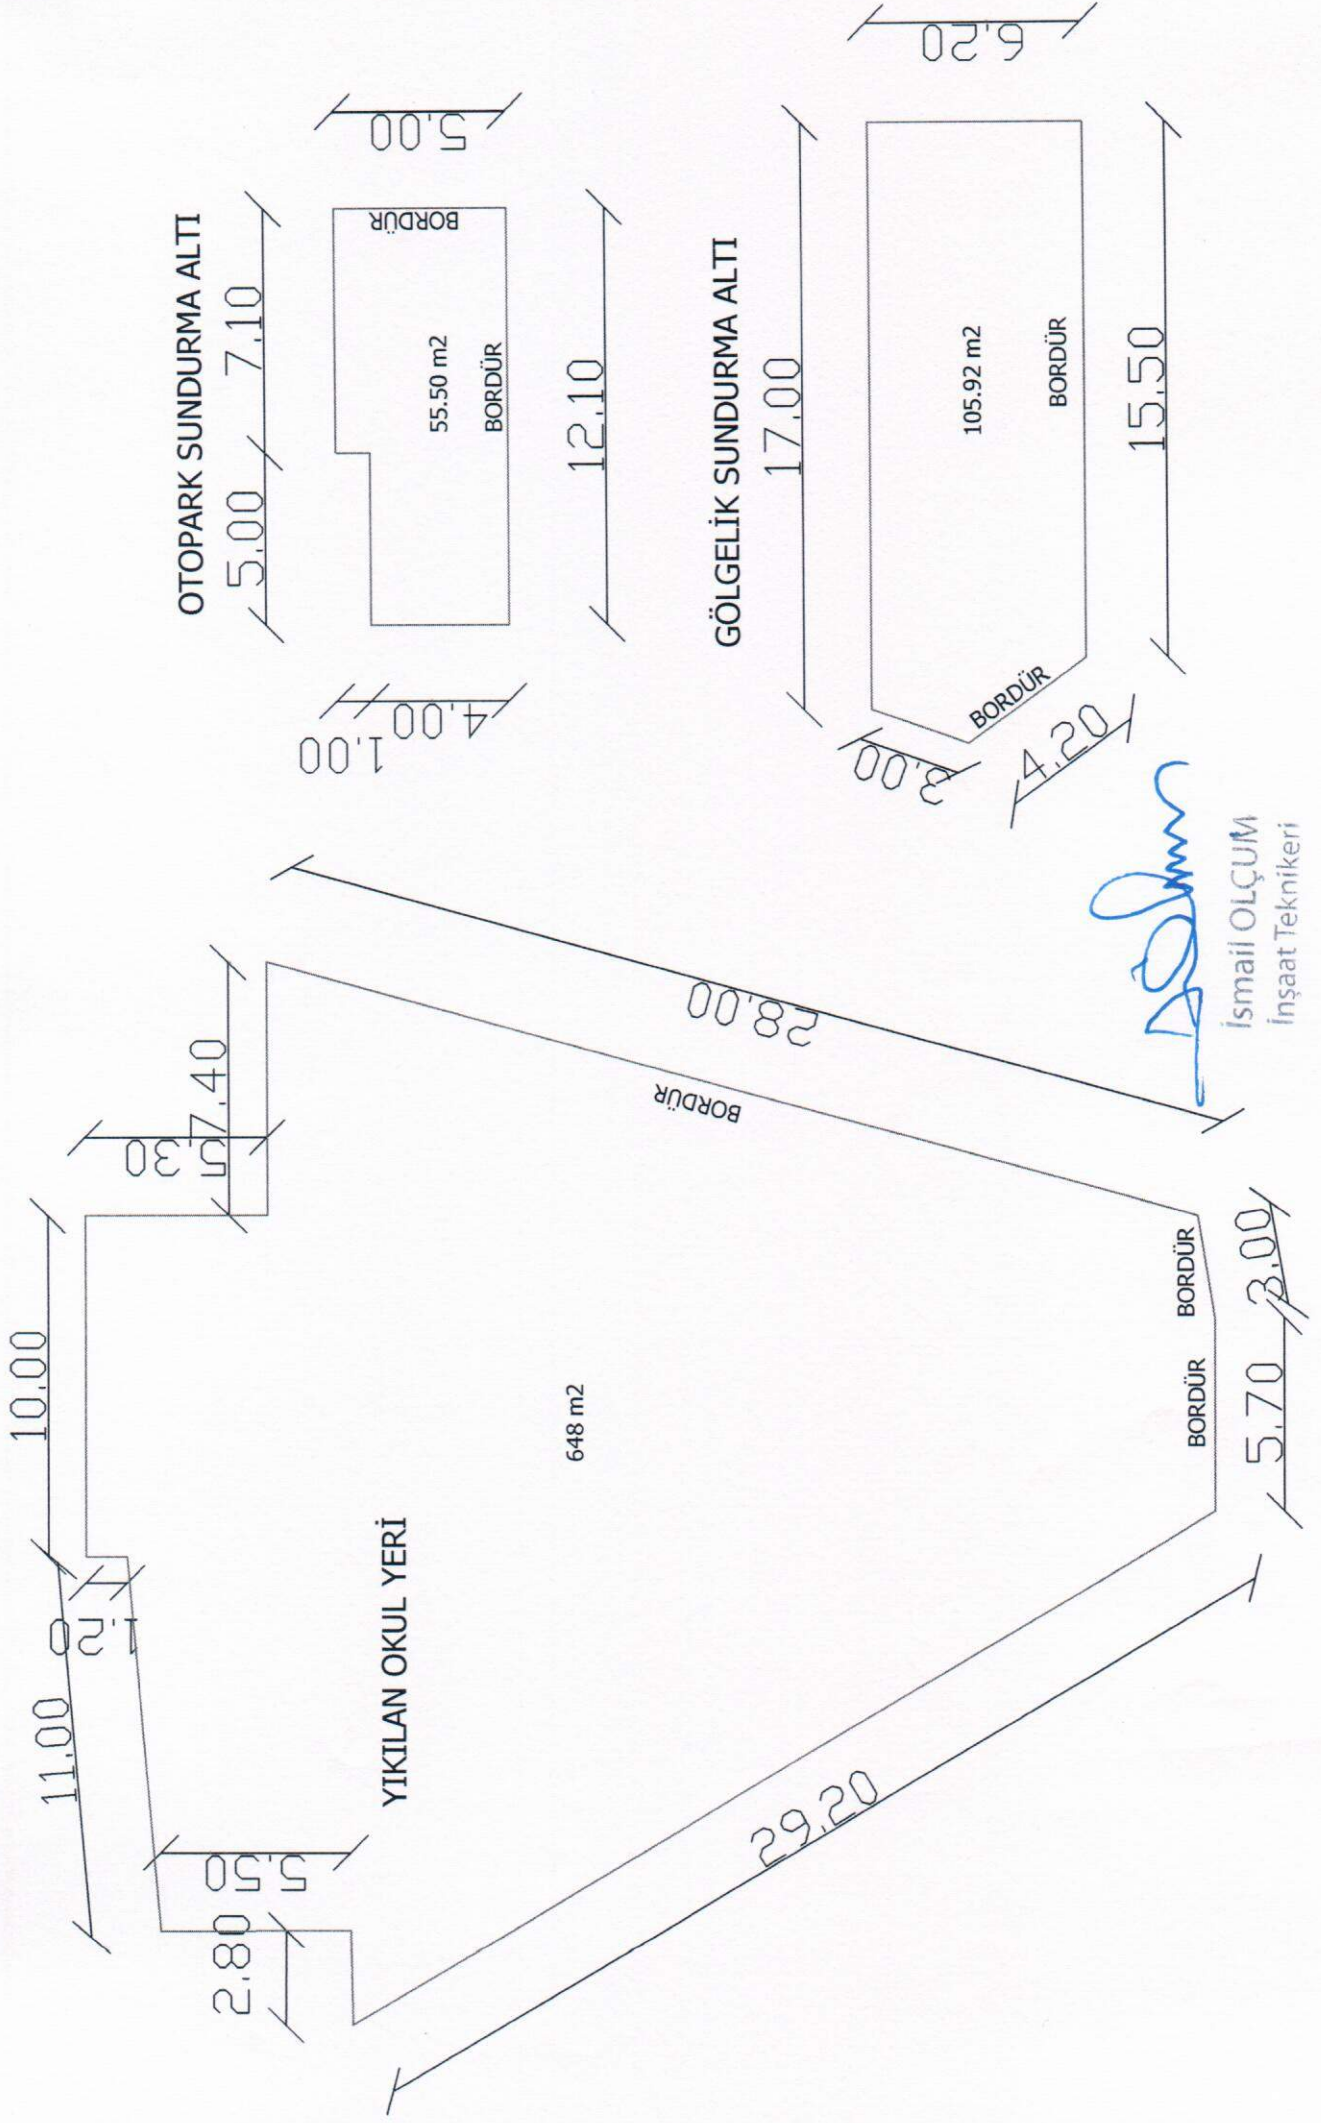 YIKILAN OKUL YERİ
648 m2
11.00
1.20
10.00
5.30
7.40
2.80
5.50
29.20
28.00
BORDÜR
BORDÜR
BORDÜR
5.70
3.00
OTOPARK SUNDURMA ALTI
5.00
7.10
1.00
4.00
5.00
BORDÜR
55.50 m2
BORDÜR
12.10
GÖLGELİK SUNDURMA ALTI
17.00
3.00
4.20
6.20
BORDÜR
105.92 m2
BORDÜR
15.50
İsmail OLÇUM
İnşaat Teknikeri